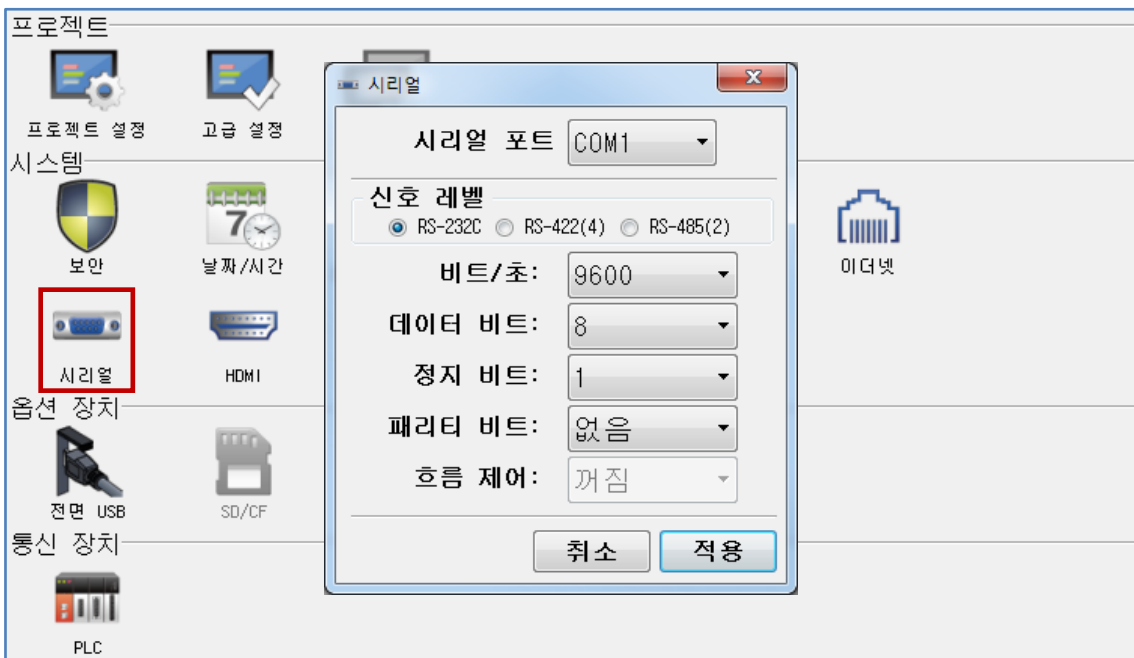 프로젝트
프로젝트 설정
고급 설정
시스템
보안
날짜/시간
7
이더넷
시리얼
HDMI
옵션 장치
전면 USB
SD/CF
통신 장치
PLC
시리얼
시리얼 포트 COM1
신호 레벨
RS-232C RS-422(4) RS-485(2)
비트/초: 9600
데이터 비트: 8
정지 비트: 1
패리티 비트: 없음
흐름 제어: 꺼짐
취소 적용